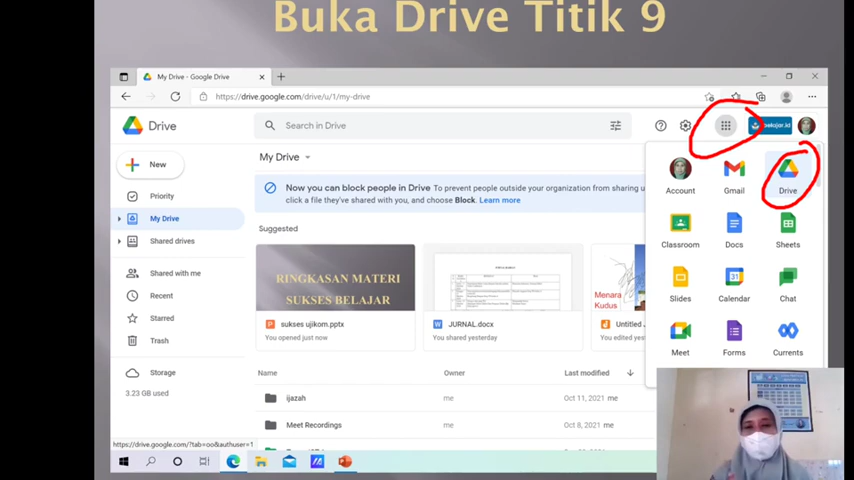 Buka Drive Titik 9
My Drive - Google Drive
https://drive.google.com/drive/u/1/my-drive
Drive
Search in Drive
bekajar.id
New
Priority
My Drive
Shared drives
Shared with me
Recent
Starred
Trash
Storage
3.23 GB used
My Drive
Now you can block people in Drive To prevent people outside your organization from sharing u
click a file they've shared with you, and choose Block. Learn more
Suggested
RINGKASAN MATERI
SUKSES BELAJAR
sukses ujikom.pptx
You opened just now
JURNAL.docx
You shared yesterday
Menara
Kudus
Untitled
You edited yest
Name
Owner
Last modified
ijazah
me
Oct 11, 2021 me
Meet Recordings
me
Oct 8, 2021 me
Account
Gmail
Drive
Classroom
Docs
Sheets
Slides
Calendar
Chat
Meet
Forms
Currents
https://drive.google.com/?tab=oo&authuser=1